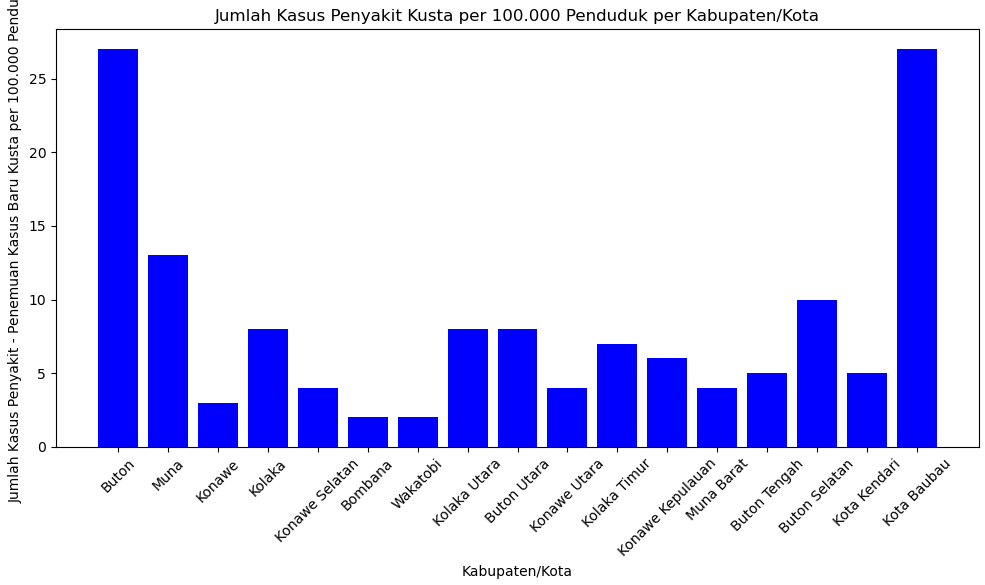 Jumlah Kasus Penyakit Kusta per 100.000 Penduduk per Kabupaten/Kota
Jumlah Kasus Penyakit - Penemuan Kasus Baru Kusta per 100.000 Pendu
25
20
15
10
5
0
Buton
Muna
Konawe
Kolaka
Konawe Selatan
Bombana
Wakatobi
Kolaka Utara
Buton Utara
Konawe Utara
Kolaka Timur
Konawe Kepulauan
Muna Barat
Buton Tengah
Buton Selatan
Kota Kendari
Kota Baubau
Kabupaten/Kota